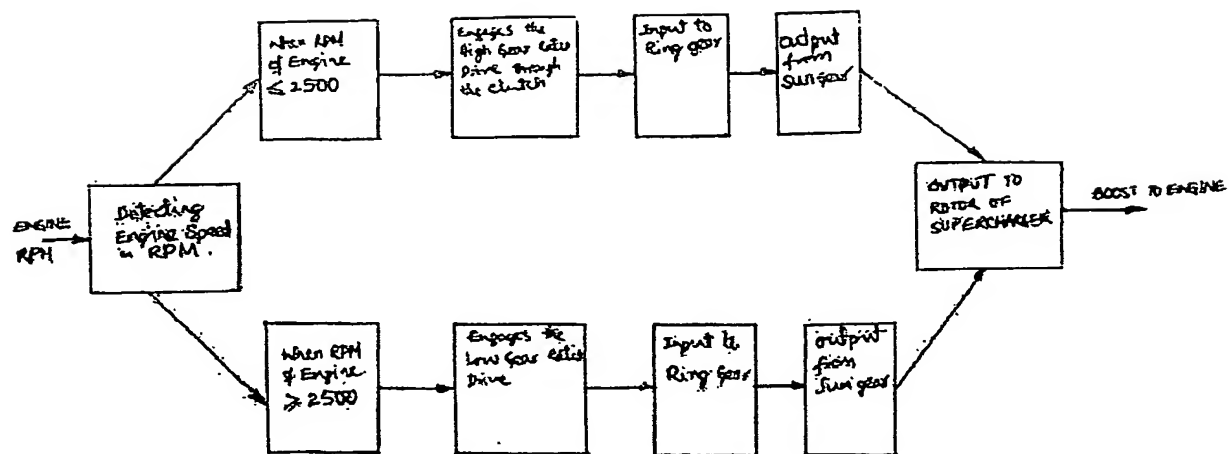 ENGINE
RPM
Detecting
Engine Speed
in RPM.
When RPM
of Engine
≤ 2500
Engages the
High Gear Ratio
Drive through
the clutch
Input to
Ring gear
output
from
Sun gear
When RPM
of Engine
≥ 2500
Engages the
Low Gear Ratio
Drive
Input to
Ring Gear
output
from
Sun gear
OUTPUT TO
ROTOR OF
SUPERCHARGER
BOOST TO ENGINE